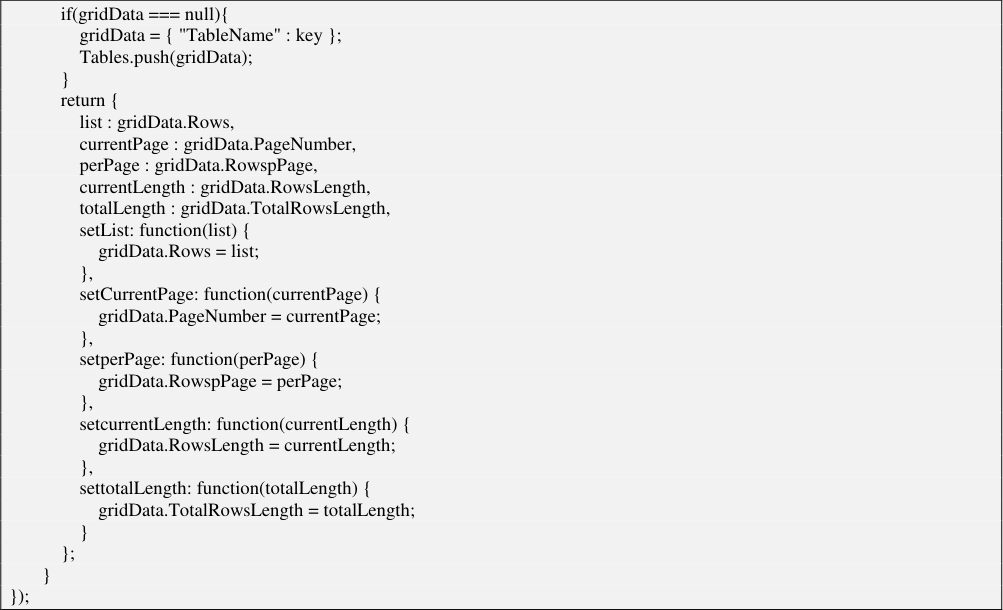 if(gridData === null){
gridData = { "TableName" : key };
Tables.push(gridData);
}
return {
list : gridData.Rows,
currentPage : gridData.PageNumber,
perPage : gridData.RowspPage,
currentLength : gridData.RowsLength,
totalLength : gridData.TotalRowsLength,
setList: function(list) {
gridData.Rows = list;
},
setCurrentPage: function(currentPage) {
gridData.PageNumber = currentPage;
},
setperPage: function(perPage) {
gridData.RowspPage = perPage;
},
setcurrentLength: function(currentLength) {
gridData.RowsLength = currentLength;
},
settotalLength: function(totalLength) {
gridData.TotalRowsLength = totalLength;
}
};
}
});